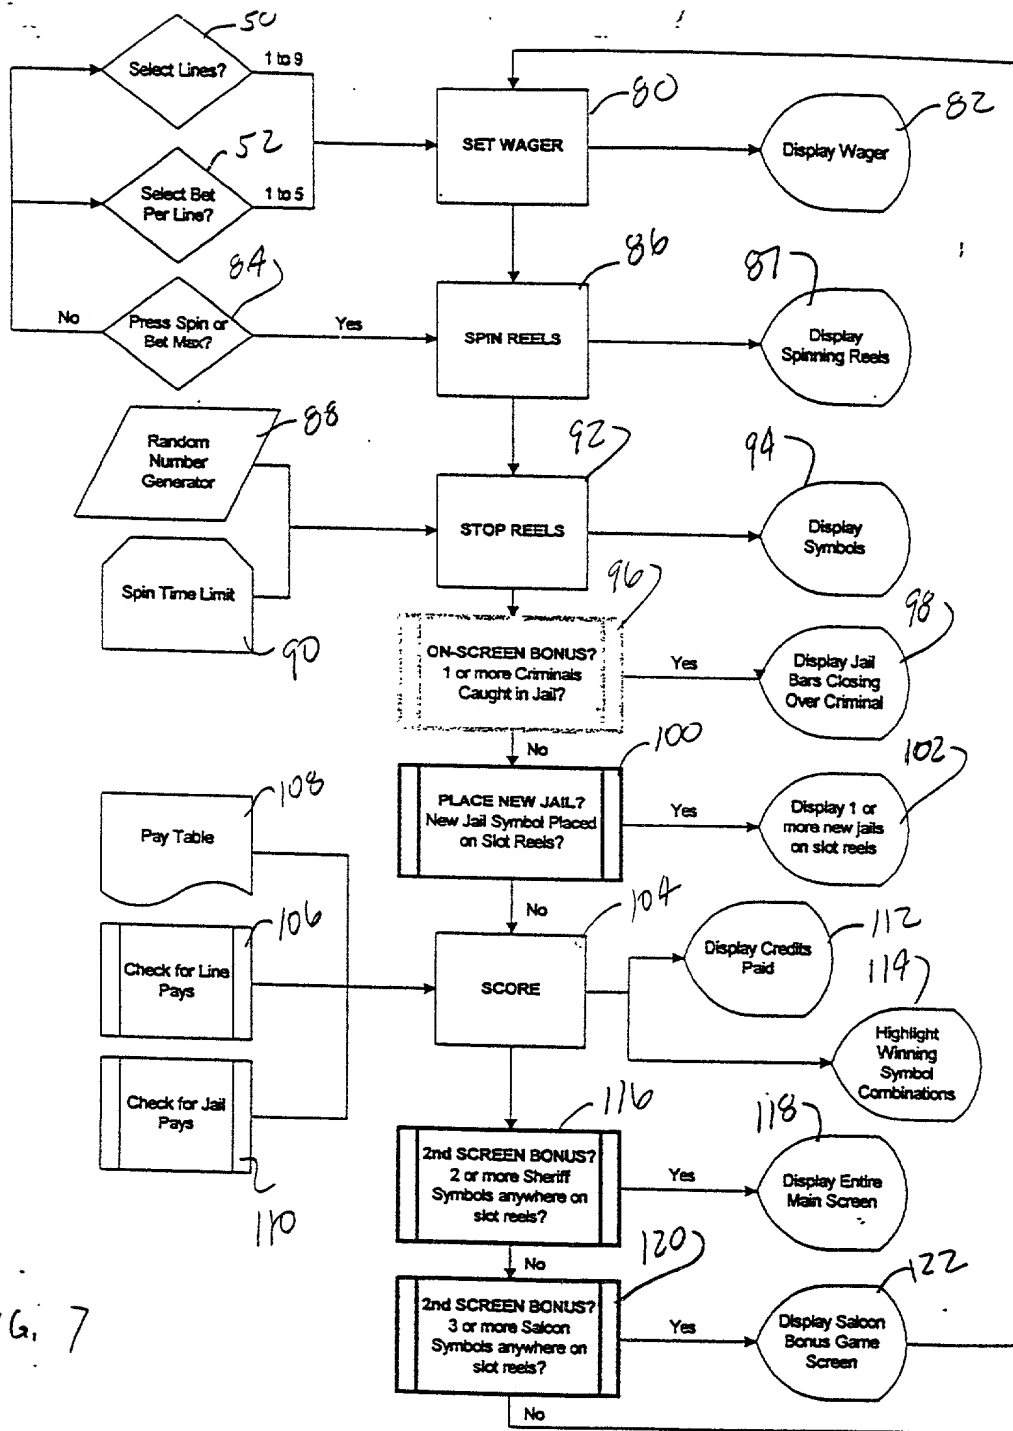 50
Select Lines?
1 to 9
80
SET WAGER
82
Display Wager
52
Select Bet
Per Line?
1 to 5
84
Press Spin or
Bet Max?
No
Yes
86
SPIN REELS
87
Display
Spinning Reels
88
Random
Number
Generator
Spin Time Limit
90
92
STOP REELS
94
Display
Symbols
96
ON-SCREEN BONUS?
1 or more Criminals
Caught in Jail?
Yes
98
Display Jail
Bars Closing
Over Criminal
No
100
PLACE NEW JAIL?
New Jail Symbol Placed
on Slot Reels?
Yes
102
Display 1 or
more new jails
on slot reels
No
108
Pay Table
106
Check for Line
Pays
Check for Jail
Pays
110
104
SCORE
112
Display Credits
Paid
114
Highlight
Winning
Symbol
Combinations
116
2nd SCREEN BONUS?
2 or more Sheriff
Symbols anywhere on
slot reels?
Yes
118
Display Entire
Main Screen
No
120
2nd SCREEN BONUS?
3 or more Saloon
Symbols anywhere on
slot reels?
Yes
122
Display Saloon
Bonus Game
Screen
No
G. 7